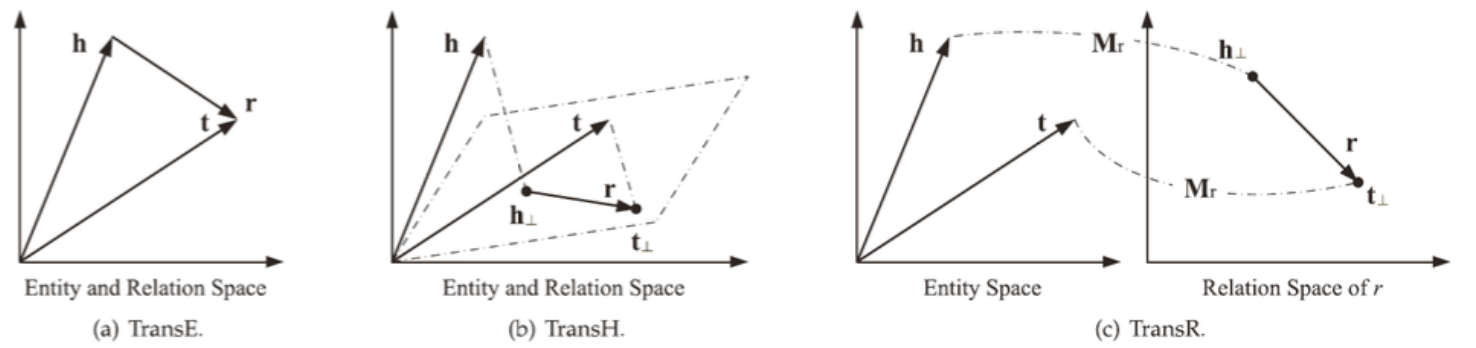 h
r
t
Entity and Relation Space
(a) TransE.
h
t
r
h⊥
t⊥
Entity and Relation Space
(b) TransH.
h
t
Mr
Mr
Entity Space
h⊥
r
t⊥
Relation Space of r
(c) TransR.